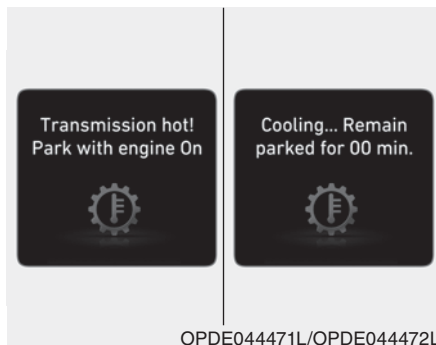 Transmission hot!
Park with engine On
Cooling... Remain
parked for 00 min.
OPDE044471L/OPDE044472L